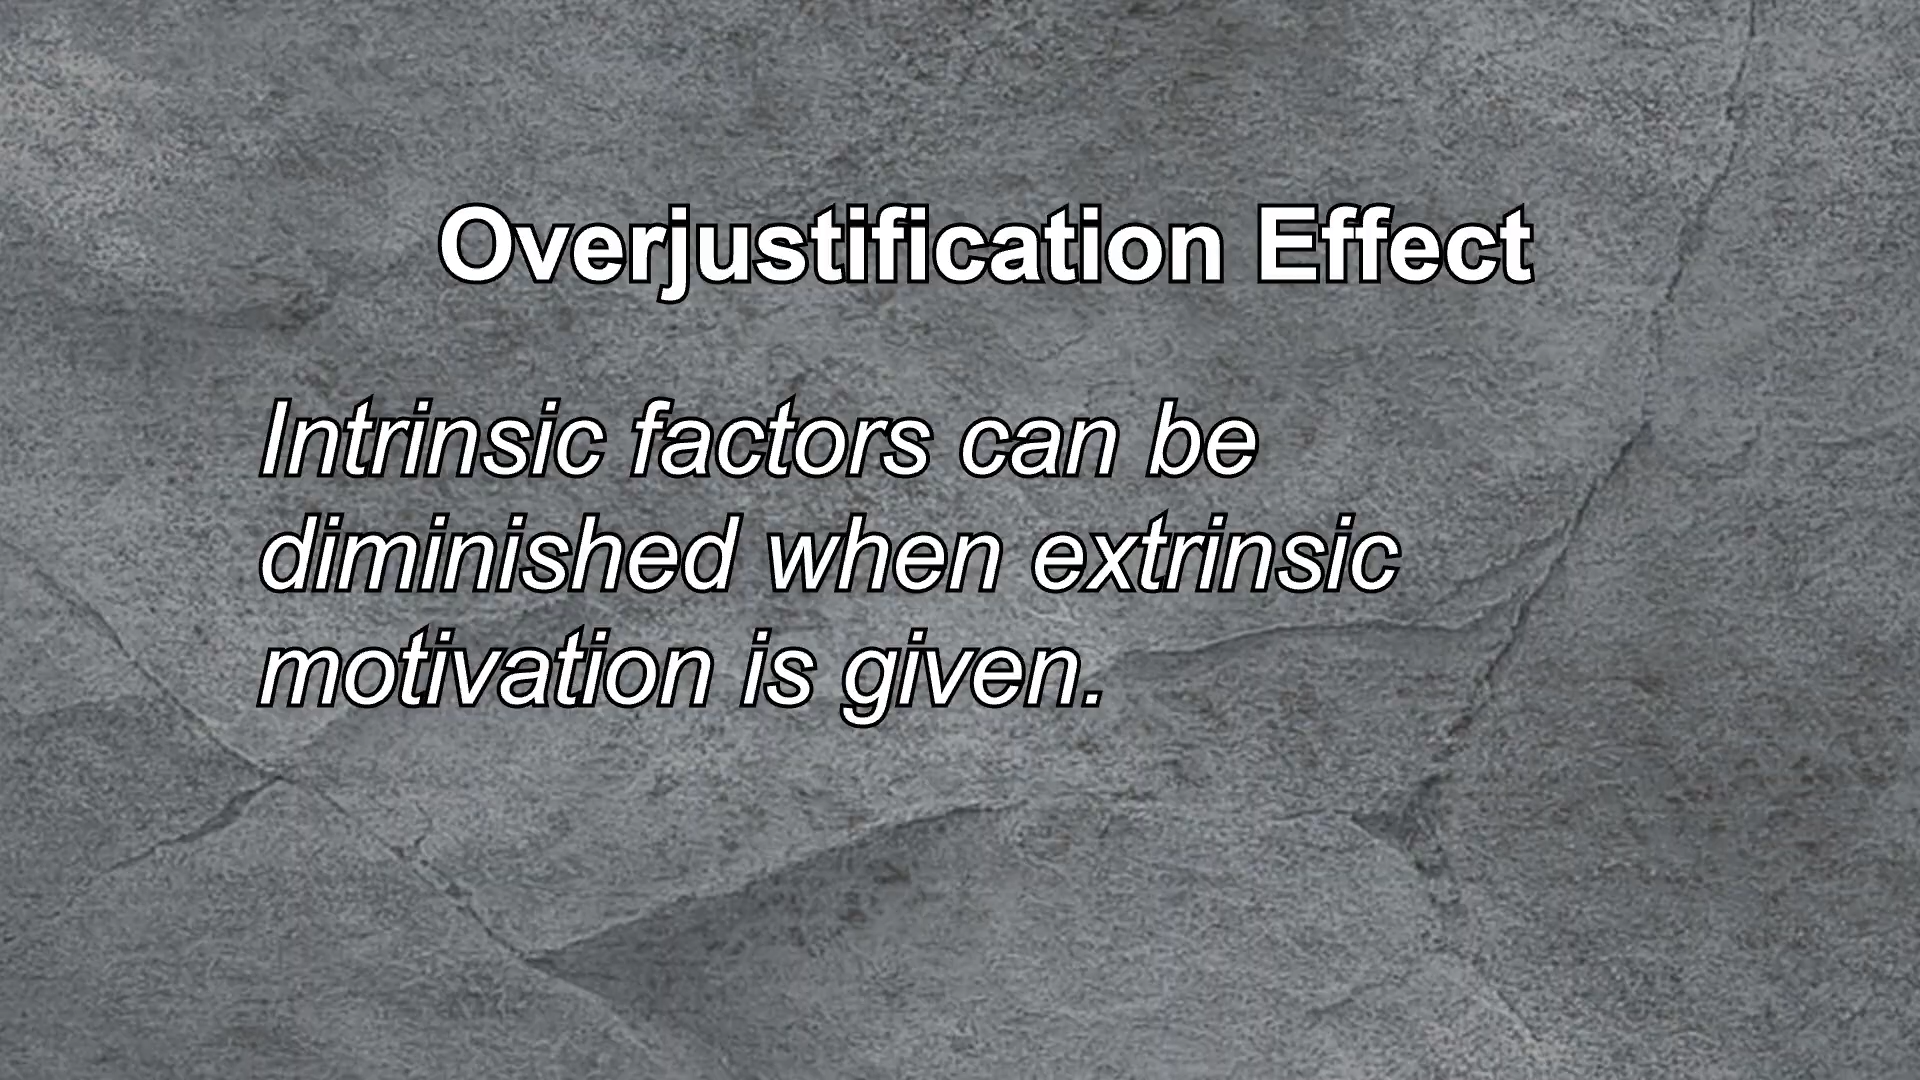 Overjustification Effect
Intrinsic factors can be
diminished when extrinsic
motivation is given.